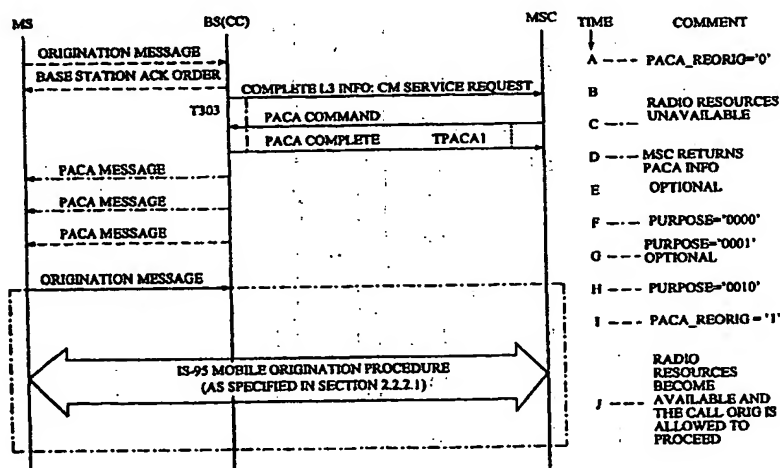 MS BS(CC) MSC TIME COMMENT
ORIGINATION MESSAGE
A PACA_REORIG='0'
BASE STATION ACK ORDER
COMPLETE L3 INFO: CM SERVICE REQUEST
B
T303
PACA COMMAND
C
RADIO RESOURCES
UNAVAILABLE
PACA COMPLETE TPACA1
D MSC RETURNS
PACA INFO
PACA MESSAGE
E OPTIONAL
PACA MESSAGE
F PURPOSE='0000'
PACA MESSAGE
G PURPOSE='0001'
OPTIONAL
ORIGINATION MESSAGE
H PURPOSE='0010'
I PACA_REORIG = '1'
IS-95 MOBILE ORIGINATION PROCEDURE
(AS SPECIFIED IN SECTION 2.2.2.1)
J
RADIO
RESOURCES
BECOME
AVAILABLE AND
THE CALL ORIG IS
ALLOWED TO
PROCEED